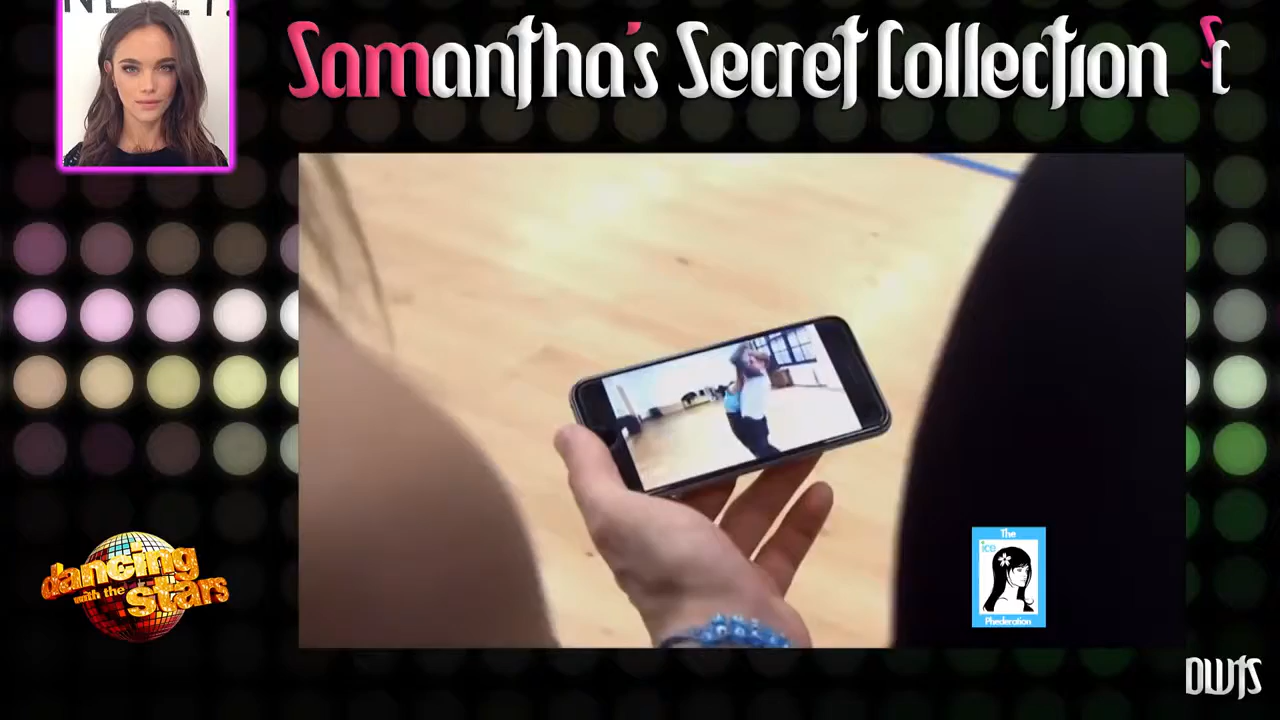 Samantha's Secret Collection
dancing
with the
stars
The
ice
Phederation
DWTS